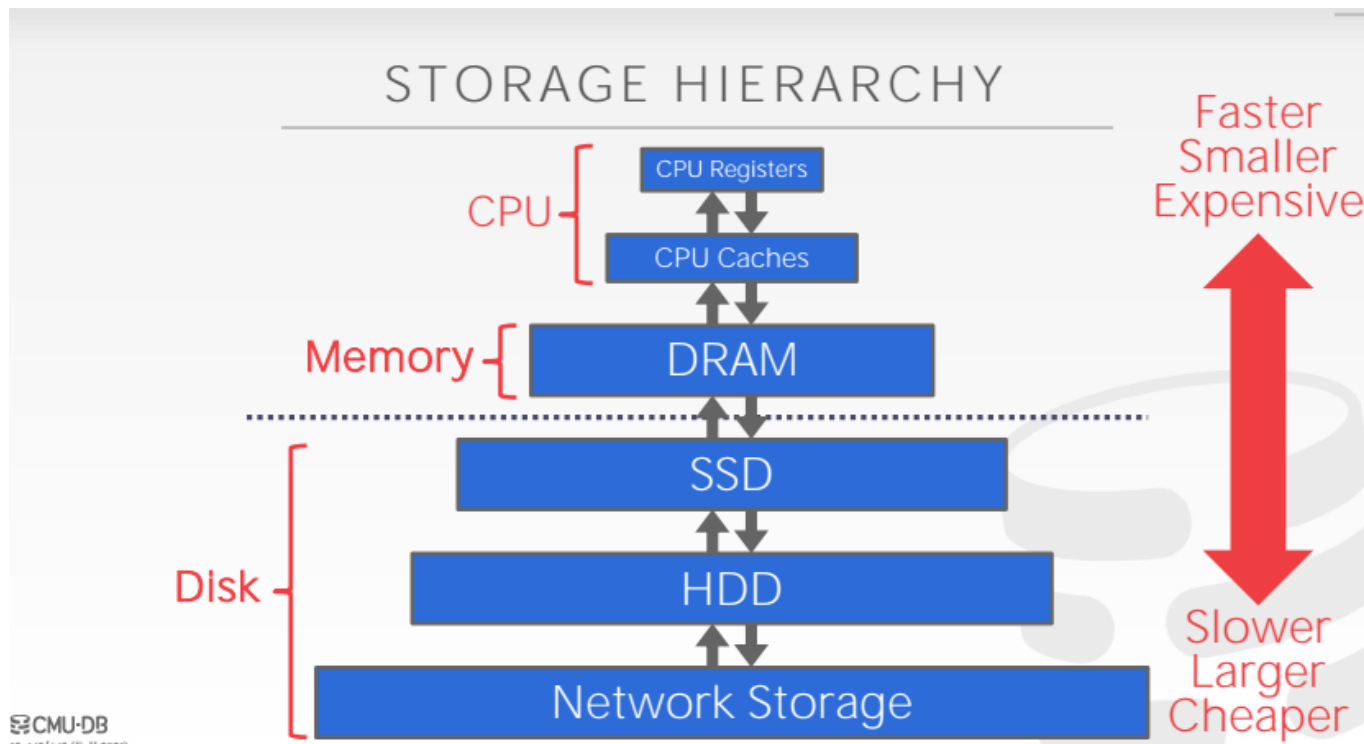 STORAGE HIERARCHY
Faster
Smaller
Expensive
CPU Registers
CPU
CPU Caches
Memory
DRAM
SSD
Disk
HDD
Network Storage
Slower
Larger
Cheaper
CMU·DB